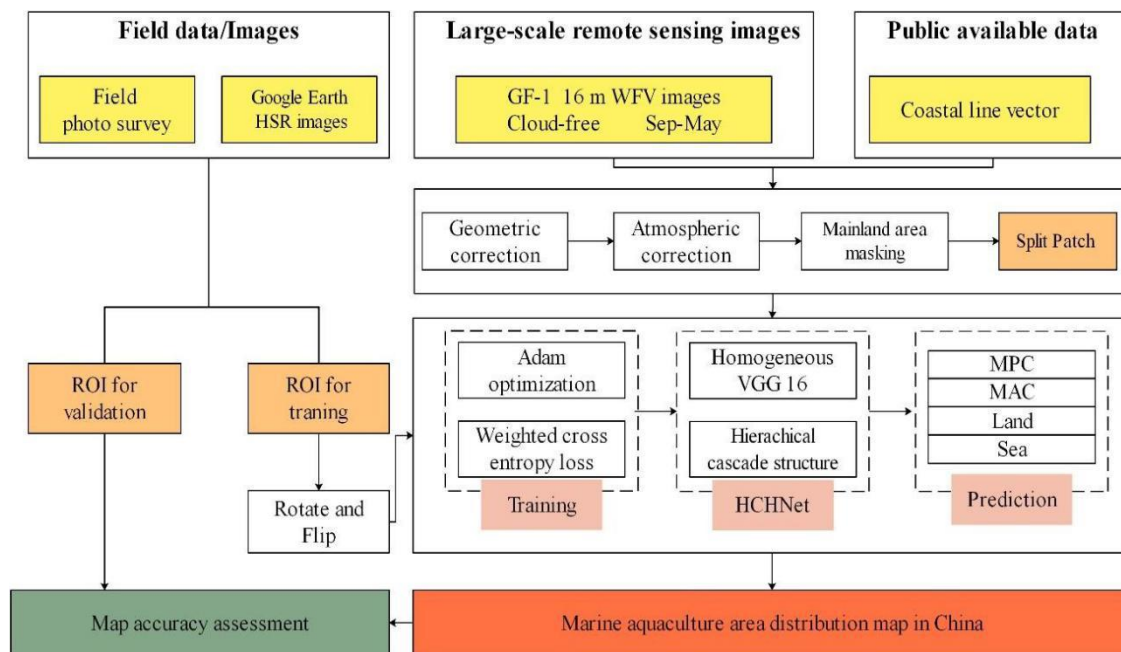 Field data/Images
Field
photo survey
Google Earth
HSR images
Large-scale remote sensing images
GF-1 16 m WFV images
Cloud-free Sep-May
Public available data
Coastal line vector
Geometric
correction
Atmospheric
correction
Mainland area
masking
Split Patch
ROI for
validation
ROI for
traning
Rotate and
Flip
Adam
optimization
Weighted cross
entropy loss
Training
Homogeneous
VGG 16
Hierachical
cascade structure
HCHNet
MPC
MAC
Land
Sea
Prediction
Map accuracy assessment
Marine aquaculture area distribution map in China